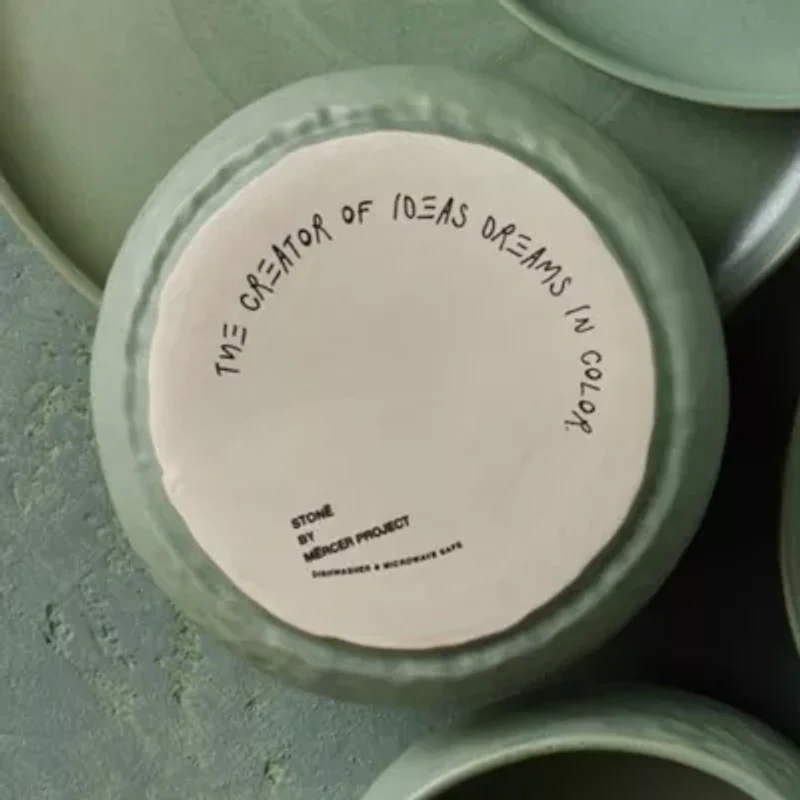 THE CREATOR OF IDEAS DREAMS IN COLOR.
STONE
BY
MERCER PROJECT
DISHWASHER & MICROWAVE SAFE